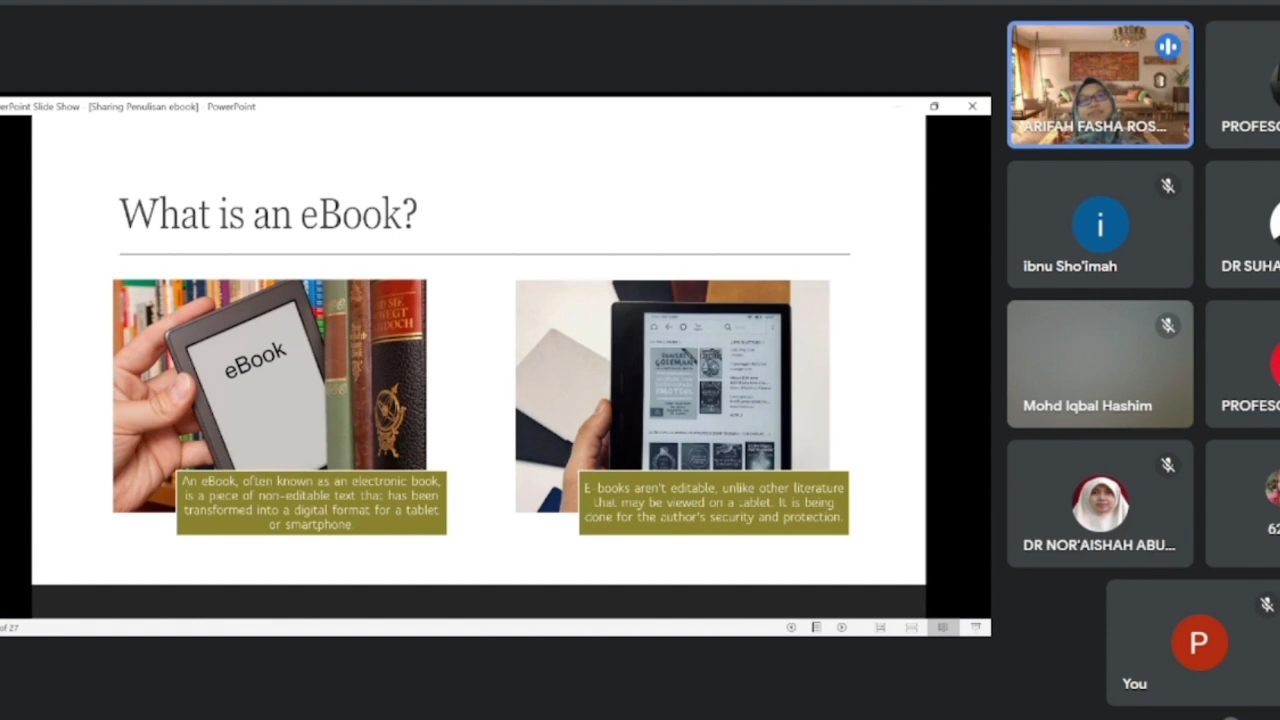 erPoint Slide Show - [Sharing Penulisan ebook] - PowerPoint
What is an eBook?
eBook
An eBook, often known as an electronic book,
is a piece of non-editable text that has been
transformed into a digital format for a tablet
or smartphone.
E-books aren't editable, unlike other literature
that may be viewed on a tablet. It is being
done for the author's security and protection.
of 27
ARIFAH FASHA ROS...
PROFESO
i
ibnu Sho'imah
DR SUHA
Mohd Iqbal Hashim
PROFESO
DR NOR'AISHAH ABU...
62
P
You